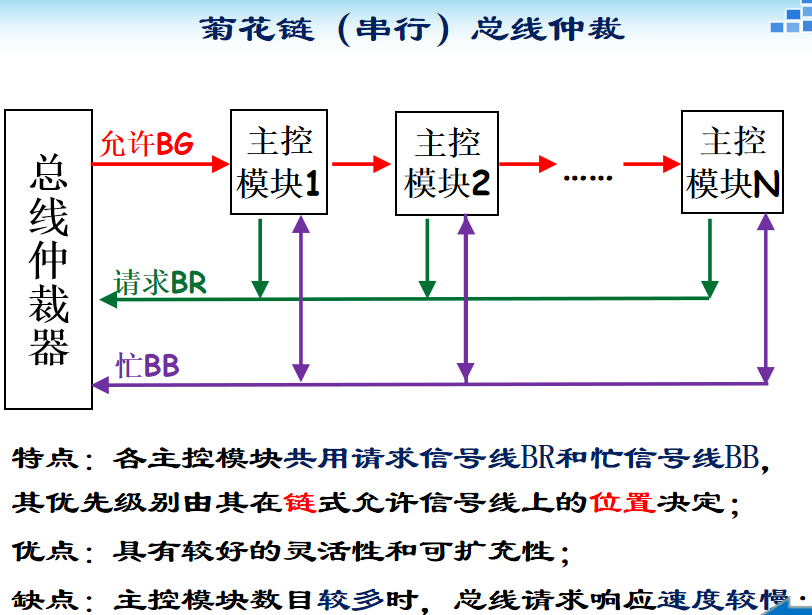 菊花链（串行）总线仲裁
总线仲裁器
允许BG
主控
模块1
主控
模块2
……
主控
模块N
请求BR
忙BB
特点：各主控模块共用请求信号线BR和忙信号线BB，
其优先级别由其在链式允许信号线上的位置决定；
优点：具有较好的灵活性和可扩充性；
缺点：主控模块数目较多时，总线请求响应速度较慢；